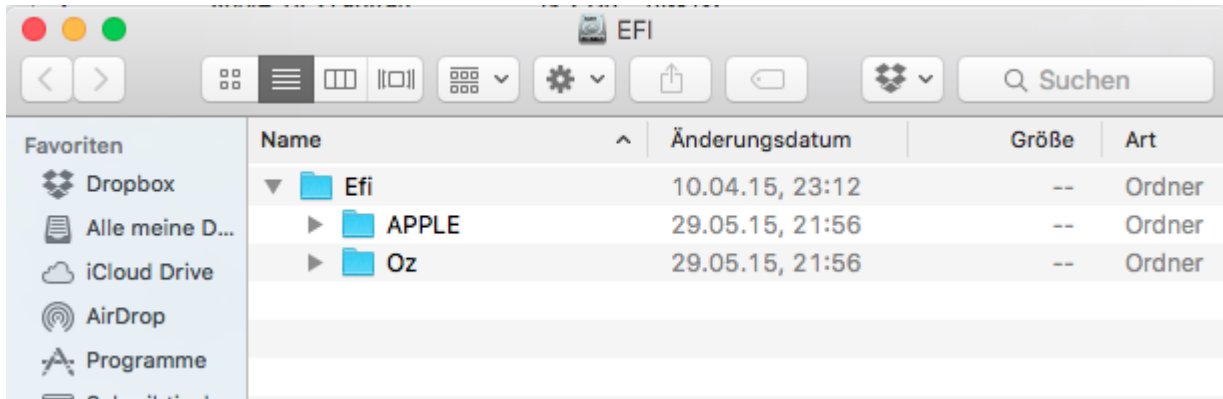 EFI
Suchen
Favoriten
Name Änderungsdatum Größe Art
Dropbox
Alle meine D...
iCloud Drive
AirDrop
Programme
Efi 10.04.15, 23:12 -- Ordner
APPLE 29.05.15, 21:56 -- Ordner
Oz 29.05.15, 21:56 -- Ordner